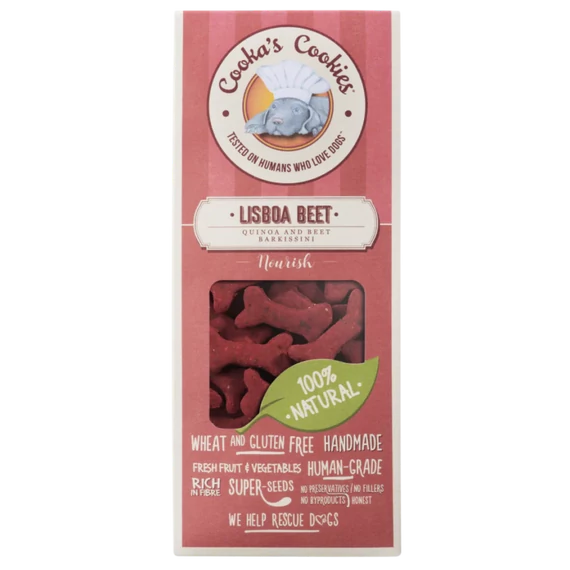 Cooka's Cookies
TESTED ON HUMANS WHO LOVE DOGS™
• LISBOA BEET •
QUINOA AND BEET
BARKISSINI
Nourish
100%
• NATURAL •
WHEAT AND GLUTEN FREE HANDMADE
FRESH FRUIT & VEGETABLES HUMAN-GRADE
RICH IN FIBRE SUPER-SEEDS
NO PRESERVATIVES / NO FILLERS
NO BYPRODUCTS } HONEST
WE HELP RESCUE DOGS